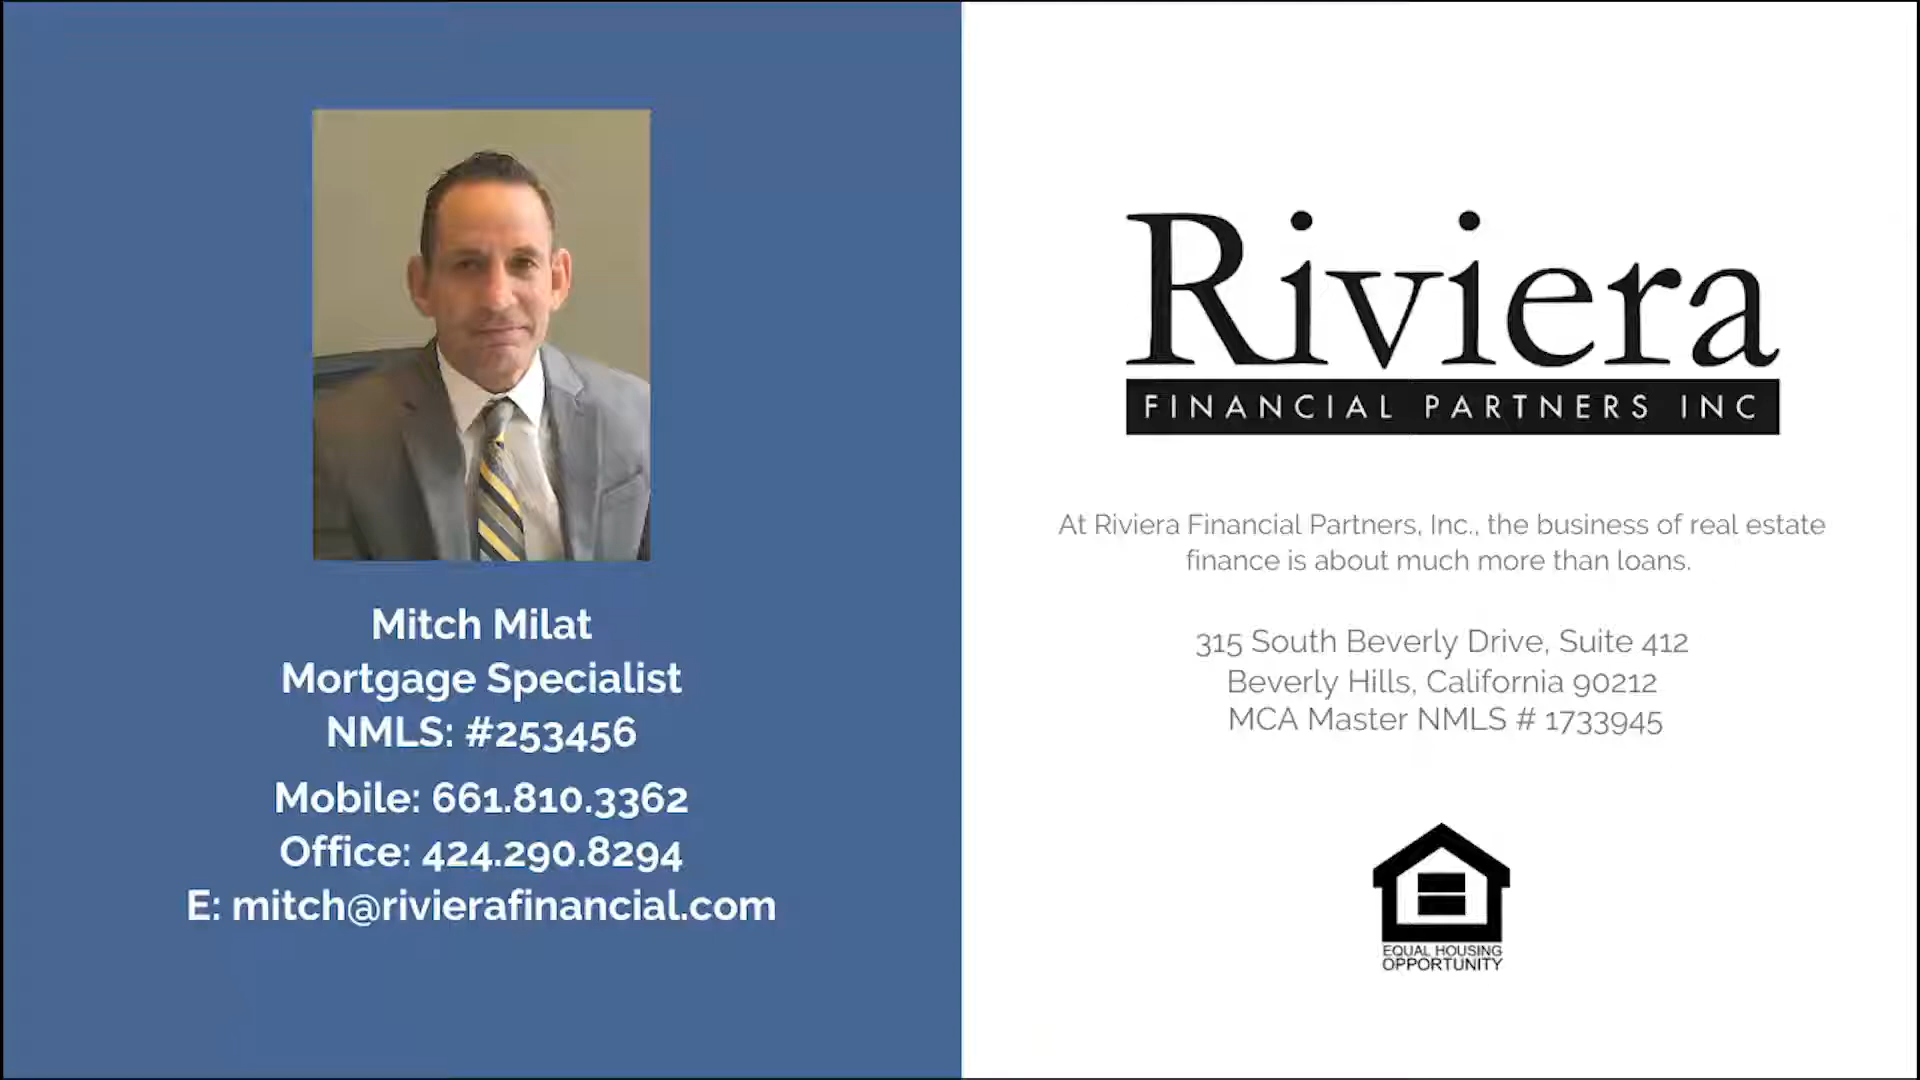 Mitch Milat
Mortgage Specialist
NMLS: #253456
Mobile: 661.810.3362
Office: 424.290.8294
E: mitch@rivierafinancial.com
Riviera
FINANCIAL PARTNERS INC
At Riviera Financial Partners, Inc., the business of real estate
finance is about much more than loans.
315 South Beverly Drive, Suite 412
Beverly Hills, California 90212
MCA Master NMLS # 1733945
EQUAL HOUSING
OPPORTUNITY